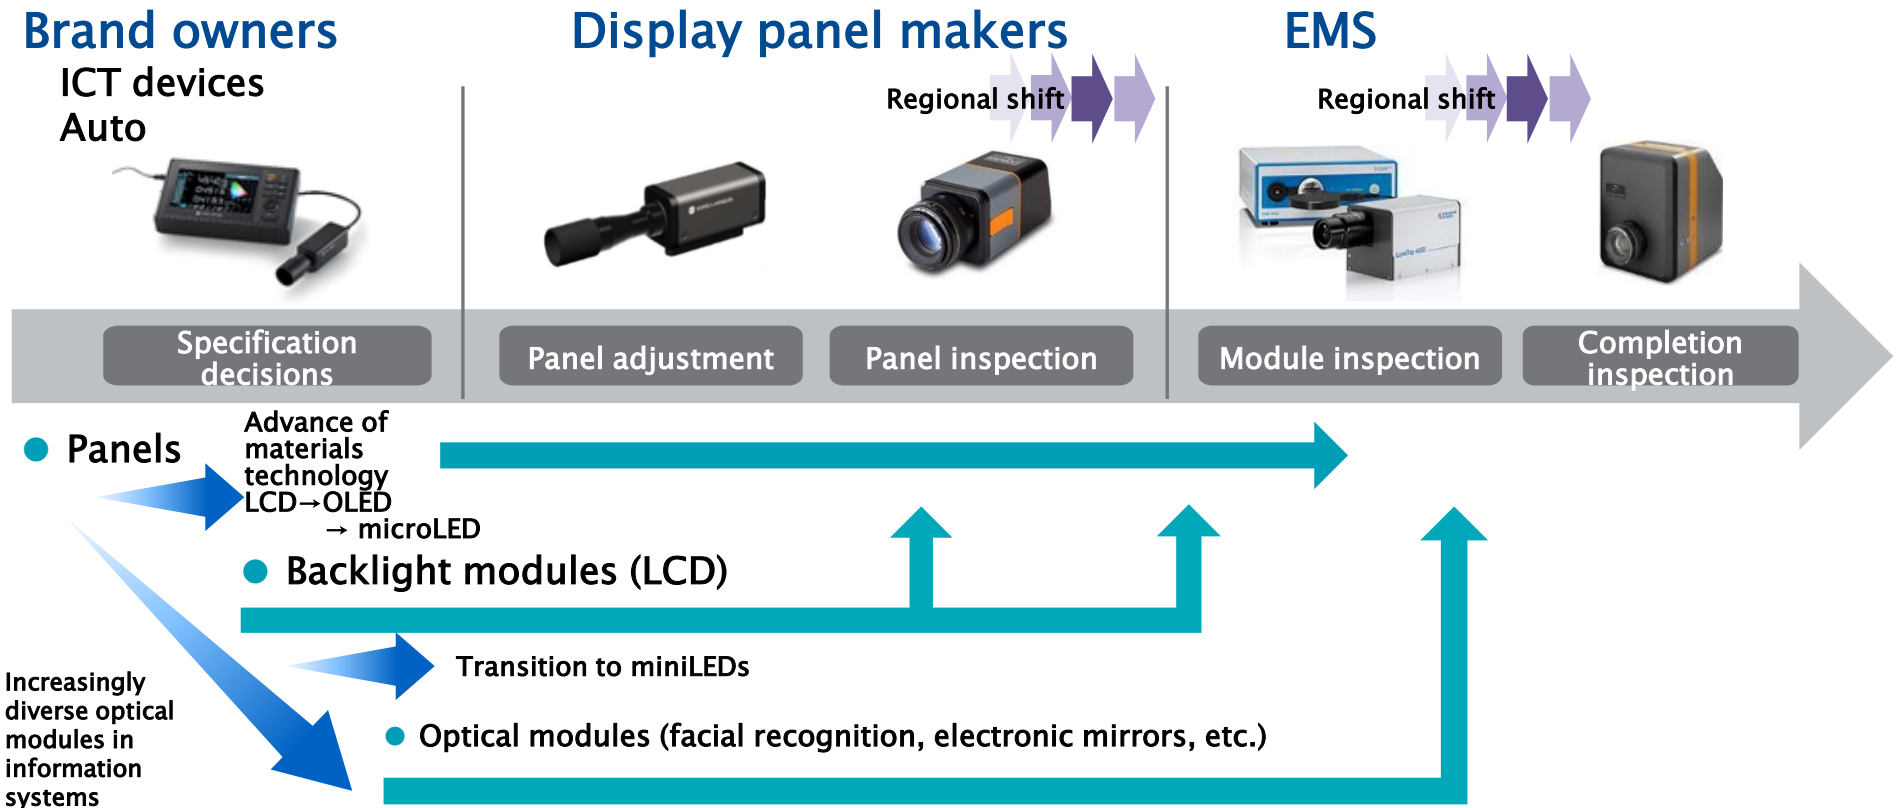 Brand owners
ICT devices
Auto
Display panel makers
Regional shift
EMS
Regional shift
Specification
decisions
Panel adjustment
Panel inspection
Module inspection
Completion
inspection
● Panels
Advance of
materials
technology
LCD→OLED
→ microLED
● Backlight modules (LCD)
Transition to miniLEDs
Increasingly
diverse optical
modules in
information
systems
● Optical modules (facial recognition, electronic mirrors, etc.)